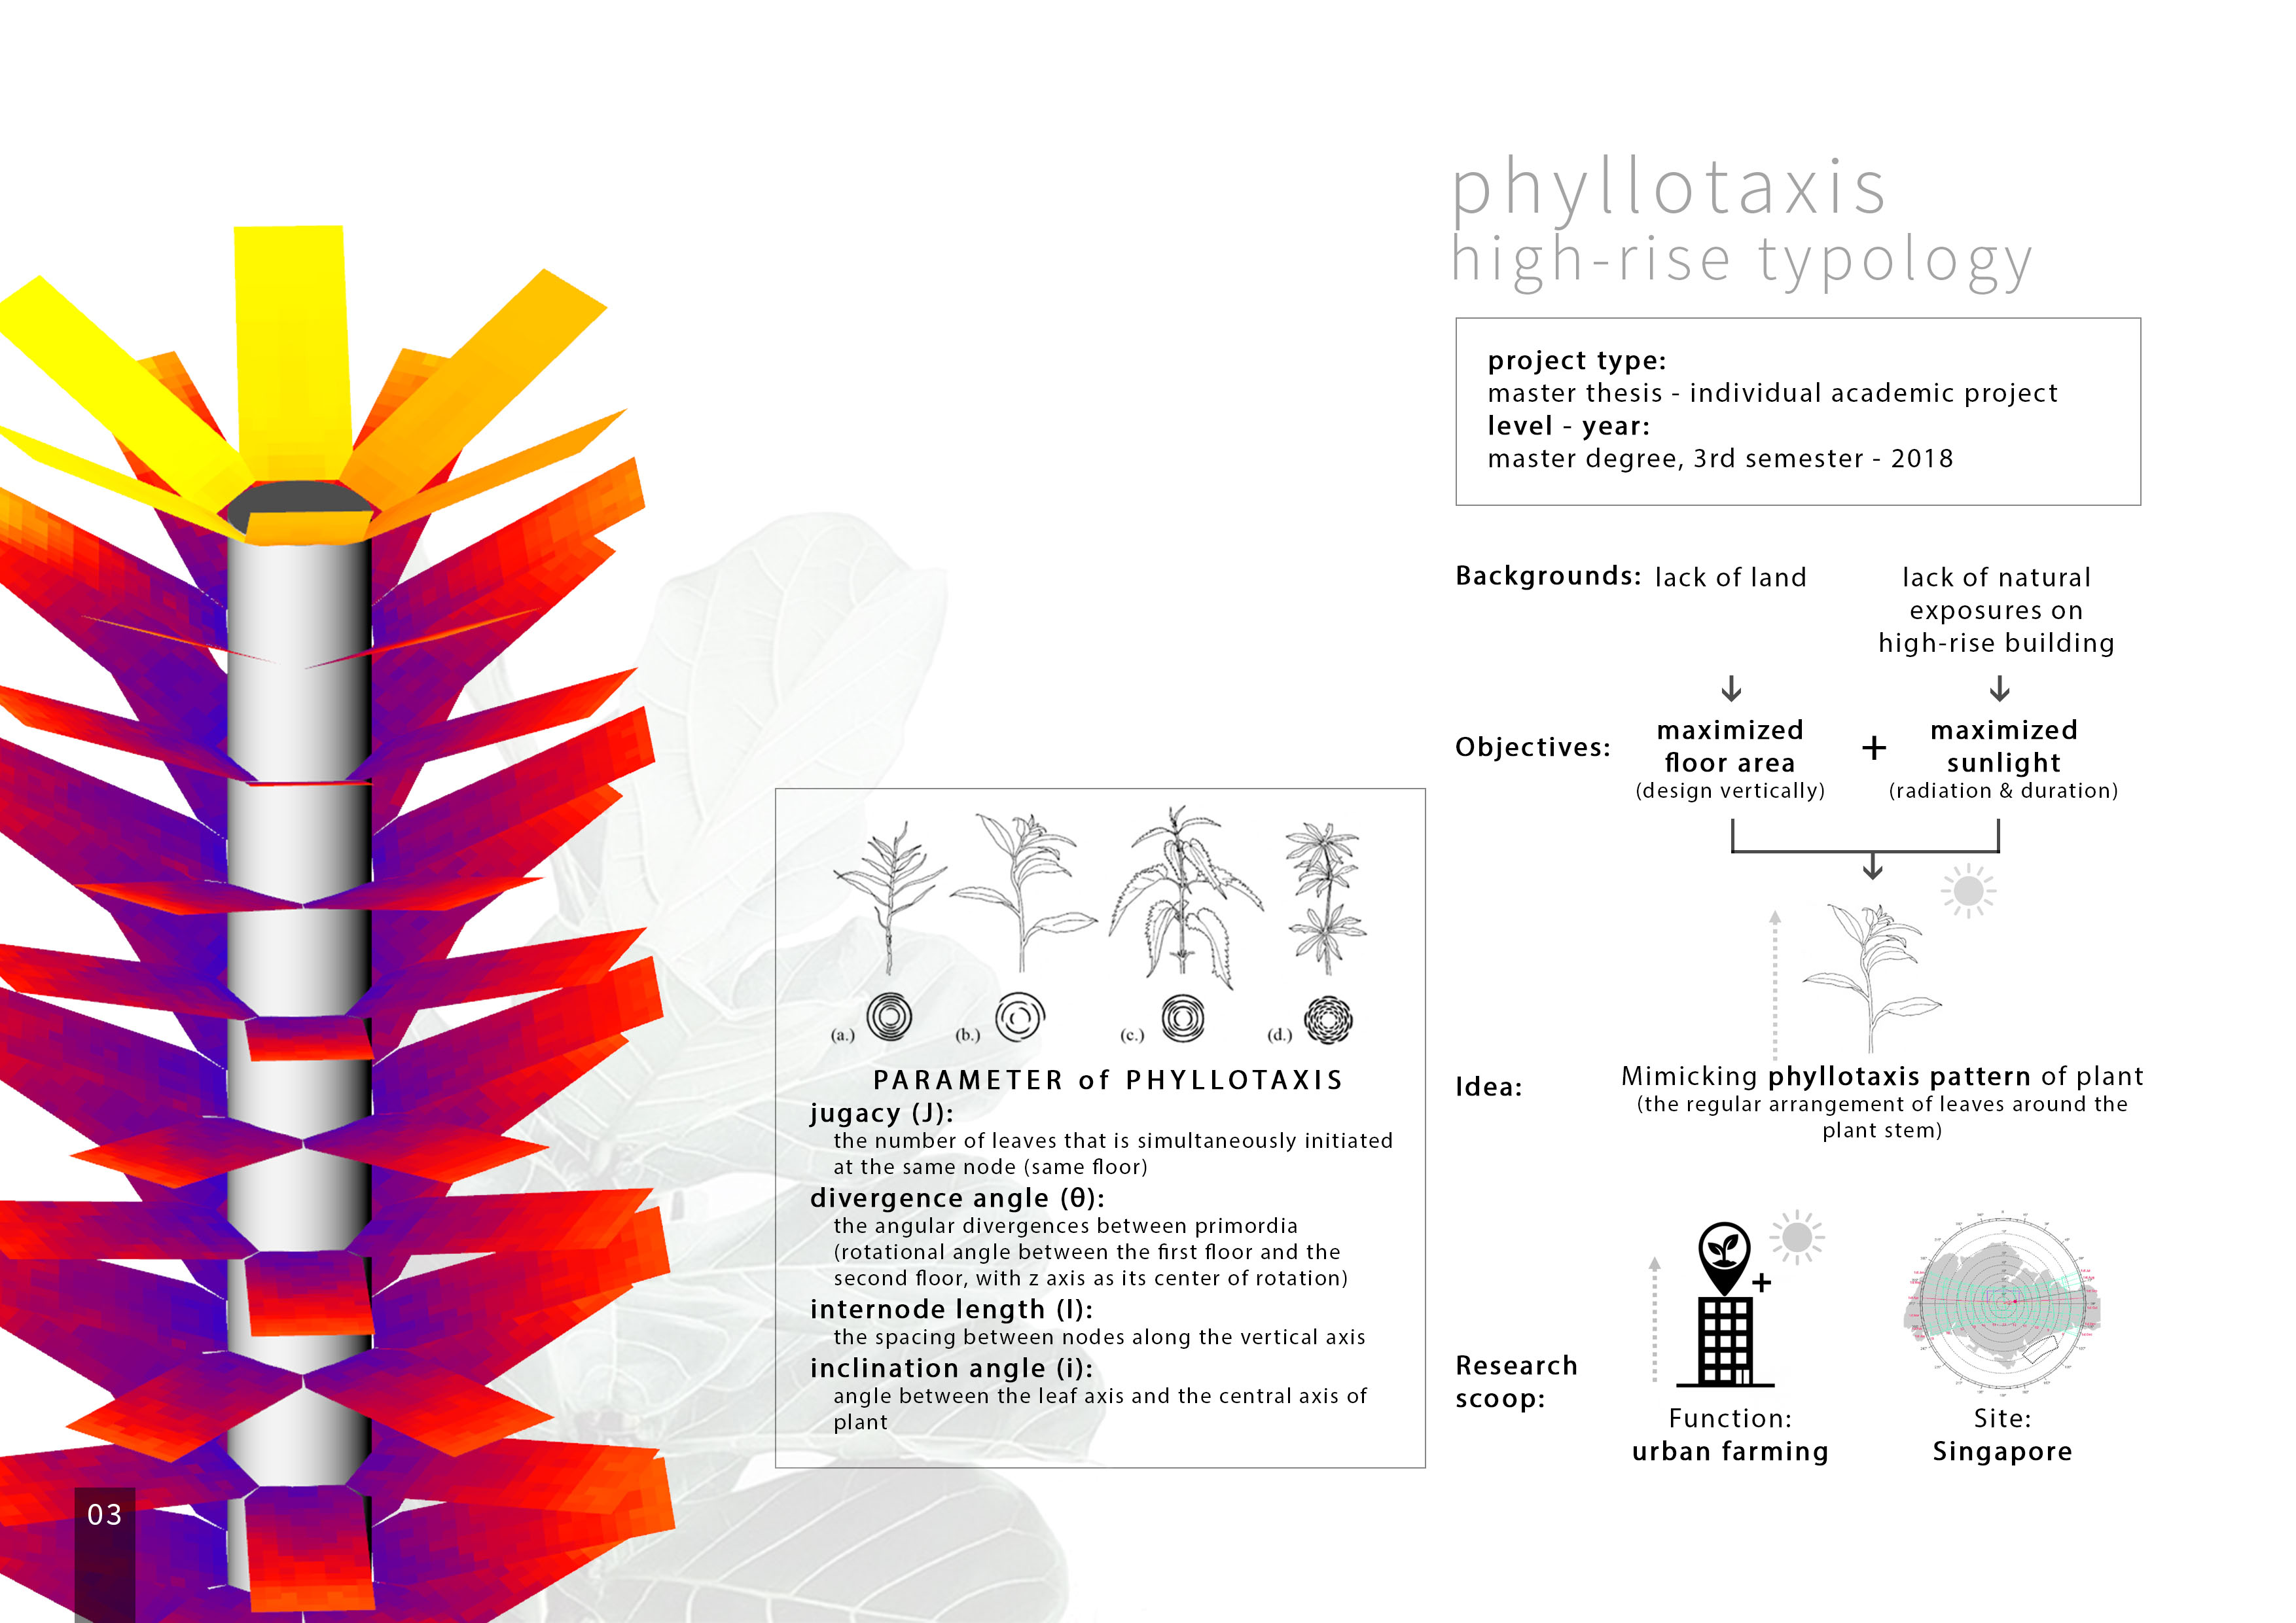 phyllotaxis
high-rise typology
project type:
master thesis - individual academic project
level - year:
master degree, 3rd semester - 2018
Backgrounds:
lack of land
lack of natural
exposures on
high-rise building
Objectives:
maximized
floor area
(design vertically)
+
maximized
sunlight
(radiation & duration)
Idea:
Mimicking phyllotaxis pattern of plant
(the regular arrangement of leaves around the
plant stem)
Research
scoop:
+
Function:
urban farming
Site:
Singapore
(a.)
(b.)
(c.)
(d.)
PARAMETER of PHYLLOTAXIS
jugacy (J):
the number of leaves that is simultaneously initiated
at the same node (same floor)
divergence angle (θ):
the angular divergences between primordia
(rotational angle between the first floor and the
second floor, with z axis as its center of rotation)
internode length (I):
the spacing between nodes along the vertical axis
inclination angle (i):
angle between the leaf axis and the central axis of
plant
03